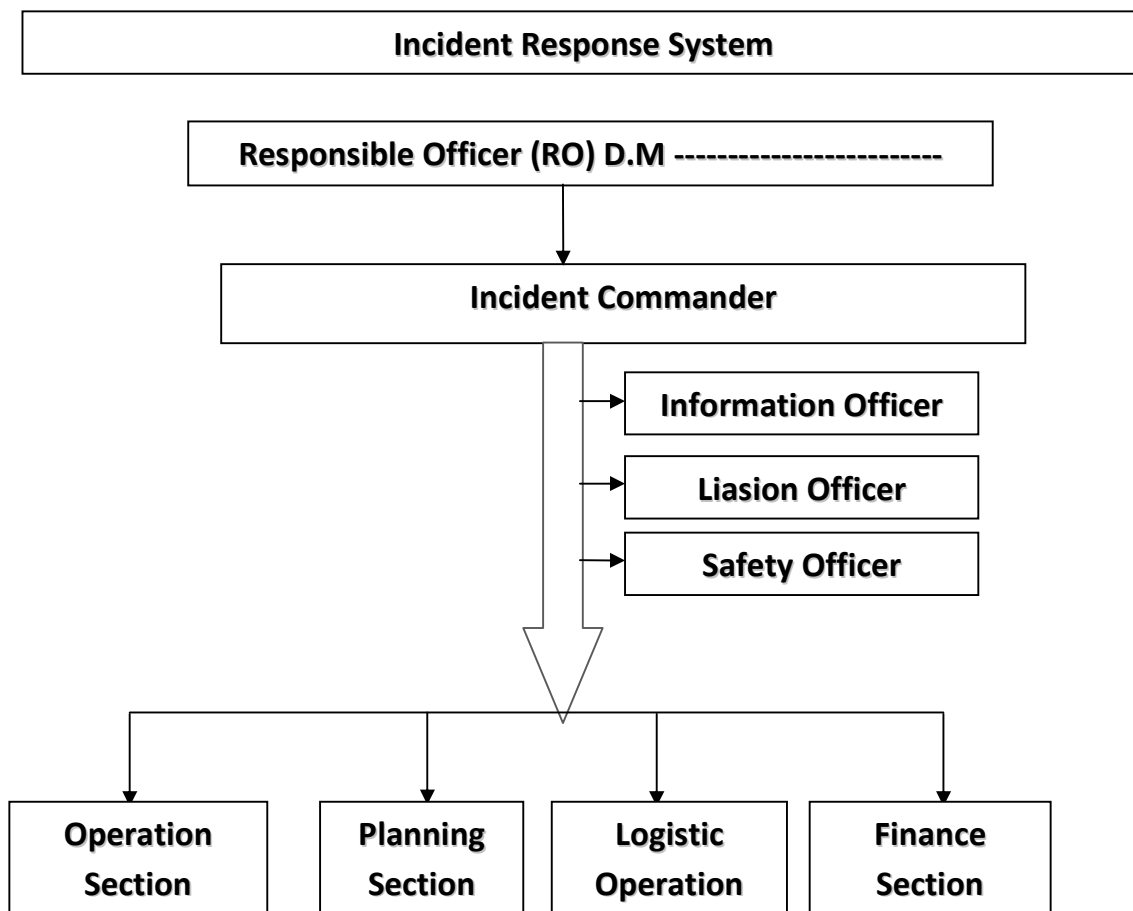 Incident Response System
Responsible Officer (RO) D.M -------------------------
Incident Commander
Information Officer
Liasion Officer
Safety Officer
Operation
Section
Planning
Section
Logistic
Operation
Finance
Section